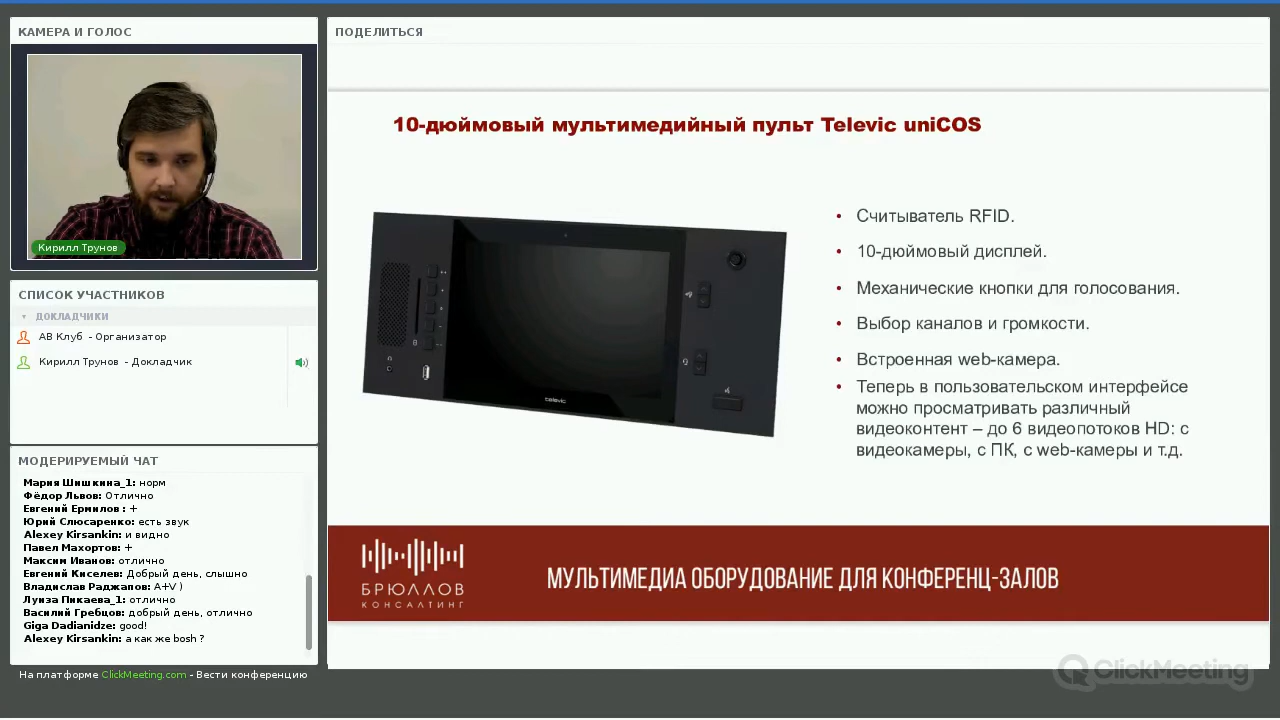 КАМЕРА И ГОЛОС
Кирилл Трунов
СПИСОК УЧАСТНИКОВ
ДОКЛАДЧИКИ
АВ Клуб - Организатор
Кирилл Трунов - Докладчик
МОДЕРИРУЕМЫЙ ЧАТ
Мария Шишкина_1: норм
Фёдор Львов: Отлично
Евгений Ермилов : +
Юрий Слюсаренко: есть звук
Alexey Kirsankin: и видно
Павел Махортов: +
Максим Иванов: отлично
Евгений Киселев: Добрый день, слышно
Владислав Раджапов: A+V )
Луиза Пикаева_1: отлично
Василий Гребцов: добрый день, отлично
Giga Dadianidze: good!
Alexey Kirsankin: а как же bosh ?
На платформе ClickMeeting.com - Вести конференцию
ПОДЕЛИТЬСЯ
10-дюймовый мультимедийный пульт Televic uniCOS
televic
• Считыватель RFID.
• 10-дюймовый дисплей.
• Механические кнопки для голосования.
• Выбор каналов и громкости.
• Встроенная web-камера.
• Теперь в пользовательском интерфейсе
можно просматривать различный
видеоконтент – до 6 видеопотоков HD: с
видеокамеры, с ПК, с web-камеры и т.д.
БРЮЛЛОВ
КОНСАЛТИНГ
МУЛЬТИМЕДИА ОБОРУДОВАНИЕ ДЛЯ КОНФЕРЕНЦ-ЗАЛОВ
ClickMeeting